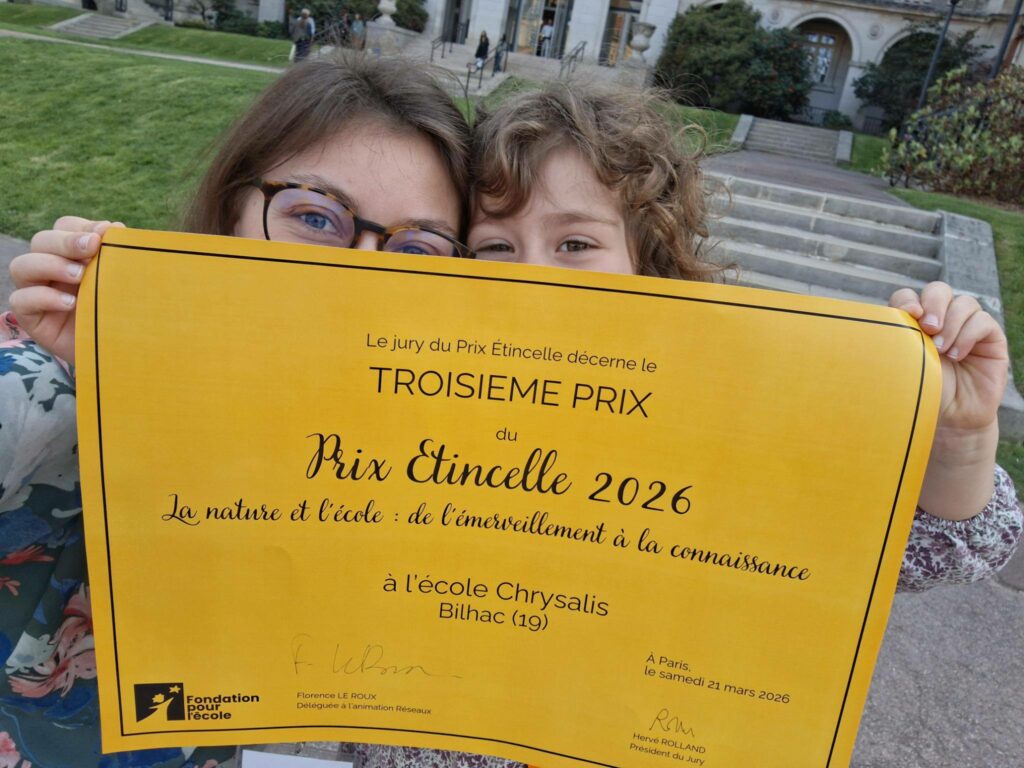 Le jury du Prix Étincelle décerne le
TROISIEME PRIX
du
Prix Etincelle 2026
La nature et l'école : de l'émerveillement à la connaissance
à l'école Chrysalis
Bilhac (19)
À Paris,
le samedi 21 mars 2026
Fondation
pour
l'école
Florence LE ROUX
Déléguée à l'animation Réseaux
Hervé ROLLAND
Président du Jury